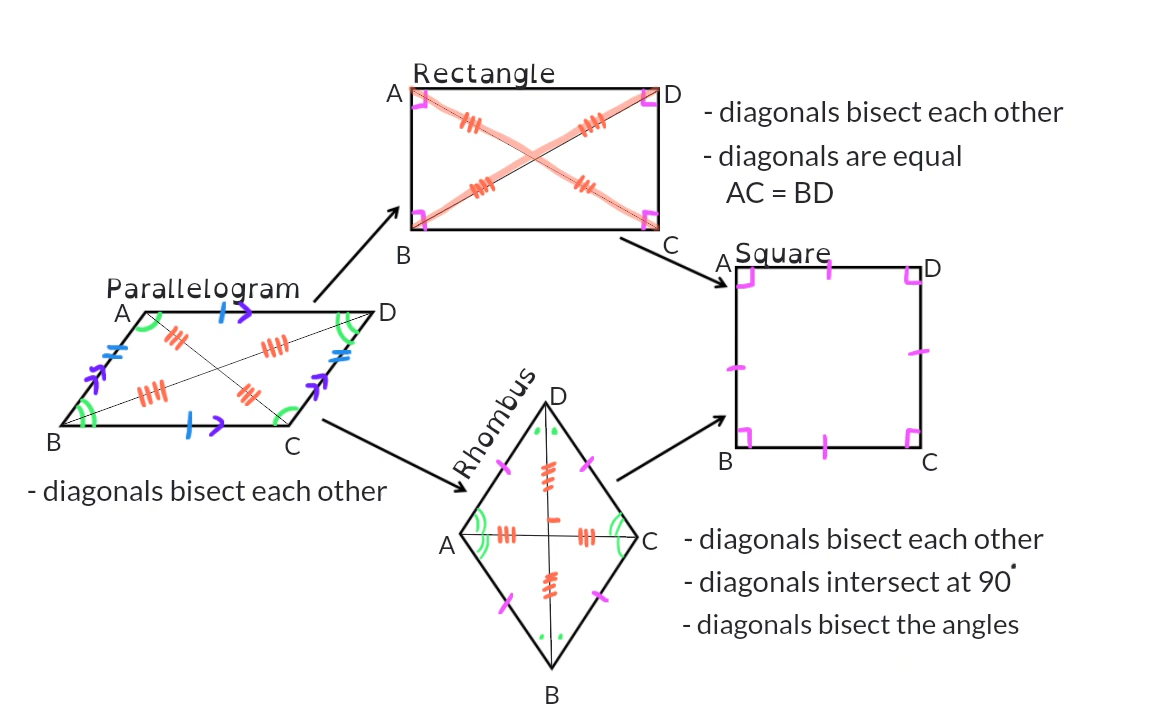 Rectangle
A
D
- diagonals bisect each other
- diagonals are equal
AC = BD
B
C
Square
A
D
Parallelogram
A
D
B
C
- diagonals bisect each other
Rhombus
D
B
C
A
C
- diagonals bisect each other
- diagonals intersect at 90°
- diagonals bisect the angles
B